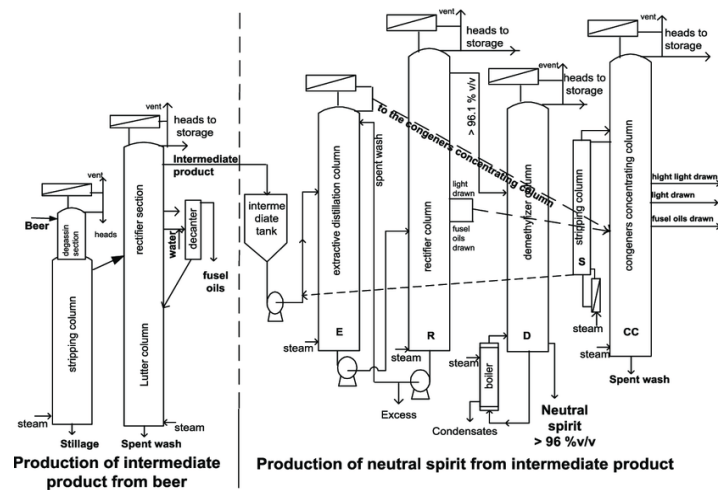 vent
heads to
storage
Intermediate
product
vent
heads
Beer
degassin
section
stripping column
rectifier section
Lutter column
water
decanter
fusel
oils
steam
steam
Stillage
Spent wash
Production of intermediate
product from beer
interme
diate
tank
extractive distillation column
E
steam
spent wash
vent
heads to
storage
> 96.1 % v/v
to the congeners concentrating column
rectifier column
R
light
drawn
fusel
oils
drawn
steam
Excess
event
heads to
storage
demethylizer column
D
steam
boiler
Condensates
Neutral
spirit
> 96 %v/v
stripping column
S
steam
vent
heads to
storage
congeners concentrating column
CC
hight light drawn
light drawn
fusel oils drawn
steam
Spent wash
Production of neutral spirit from intermediate product